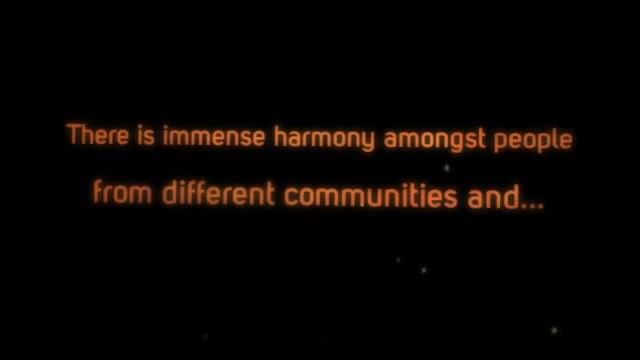 There is immense harmony amongst people
from different communities and...